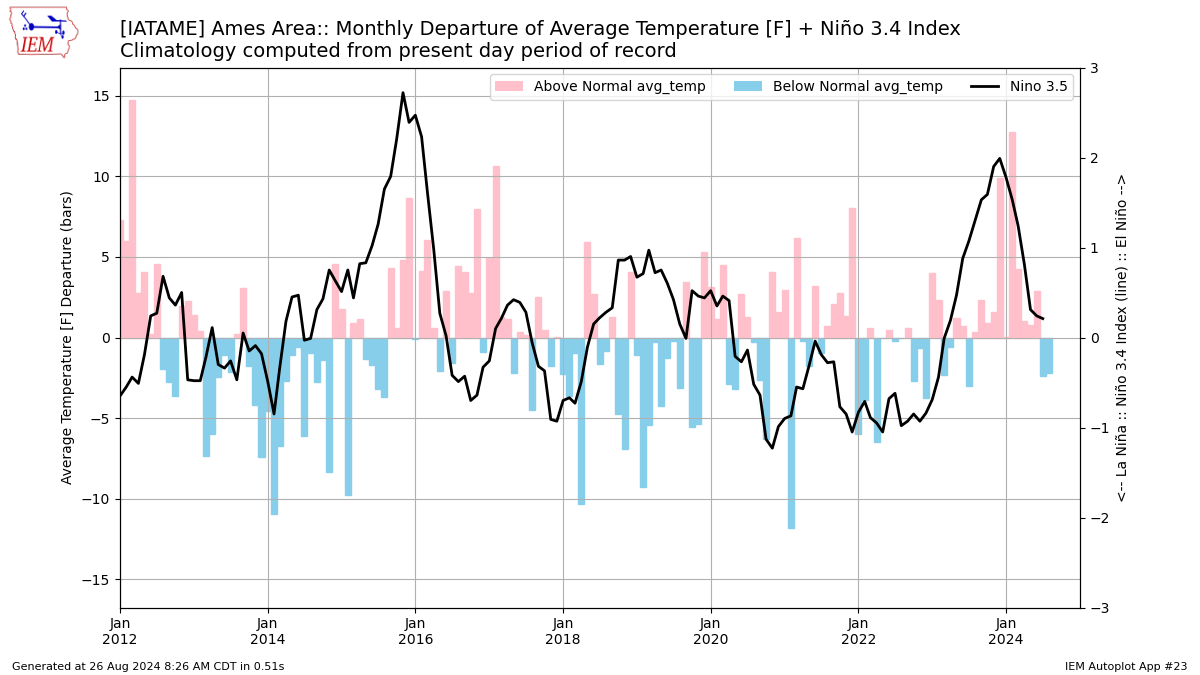 IEM
[IATAME] Ames Area:: Monthly Departure of Average Temperature [F] + Niño 3.4 Index
Climatology computed from present day period of record
Above Normal avg_temp
Below Normal avg_temp
Nino 3.5
Average Temperature [F] Departure (bars)
15
10
5
0
−5
−10
−15
3
2
1
0
−1
−2
−3
<-- La Niña :: Niño 3.4 Index (line) :: El Niño -->
Jan
2012
Jan
2014
Jan
2016
Jan
2018
Jan
2020
Jan
2022
Jan
2024
Generated at 26 Aug 2024 8:26 AM CDT in 0.51s
IEM Autoplot App #23